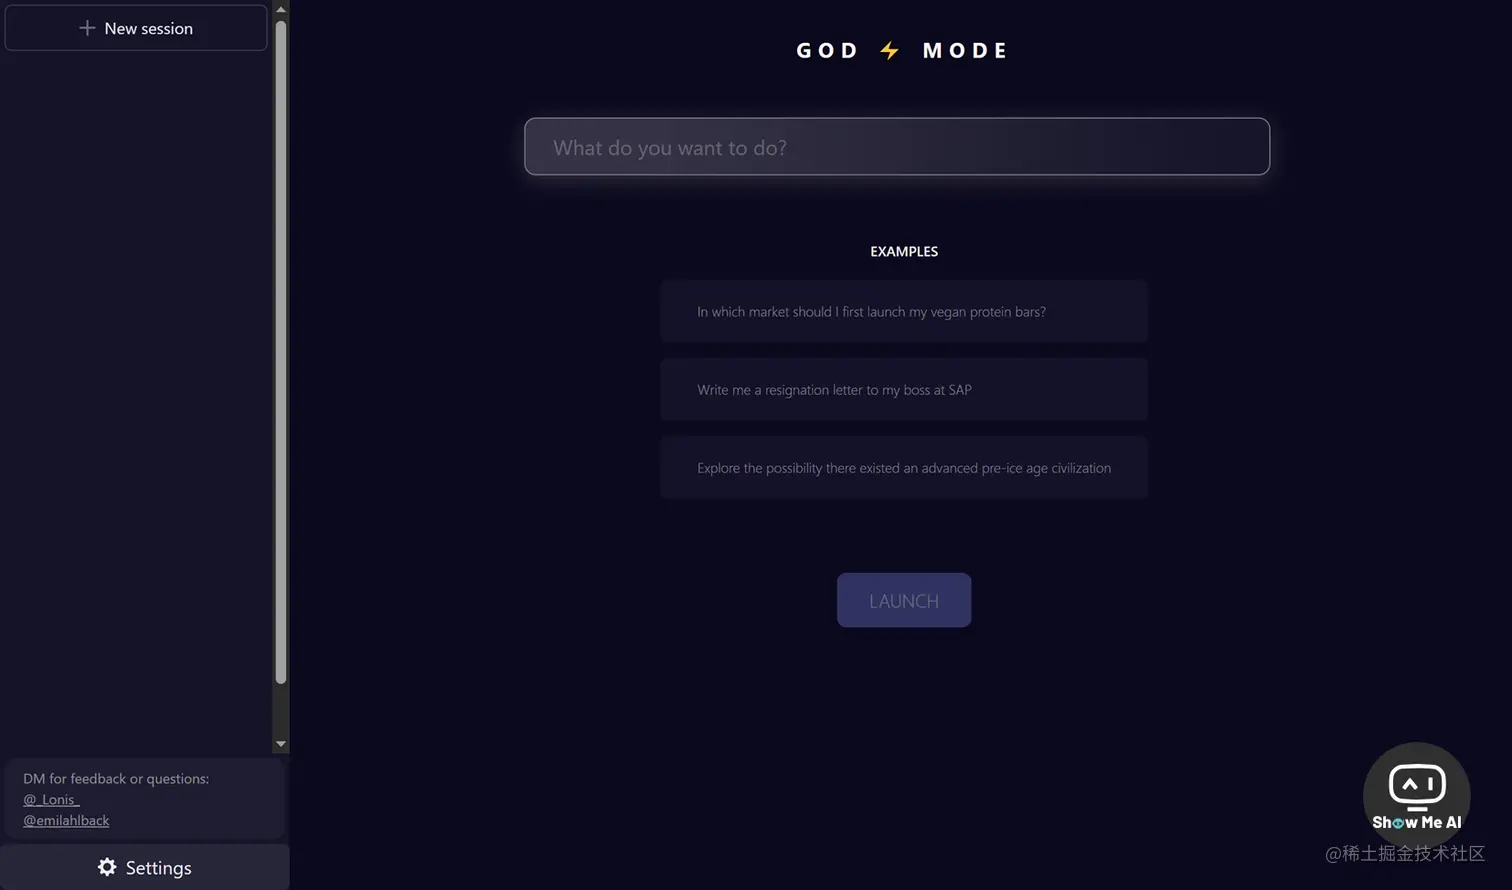 New session
GOD ⚡ MODE
What do you want to do?
EXAMPLES
In which market should I first launch my vegan protein bars?
Write me a resignation letter to my boss at SAP
Explore the possibility there existed an advanced pre-ice age civilization
LAUNCH
DM for feedback or questions:
@_Lonis_
@emilahlback
Settings
Show Me AI
@稀土掘金技术社区